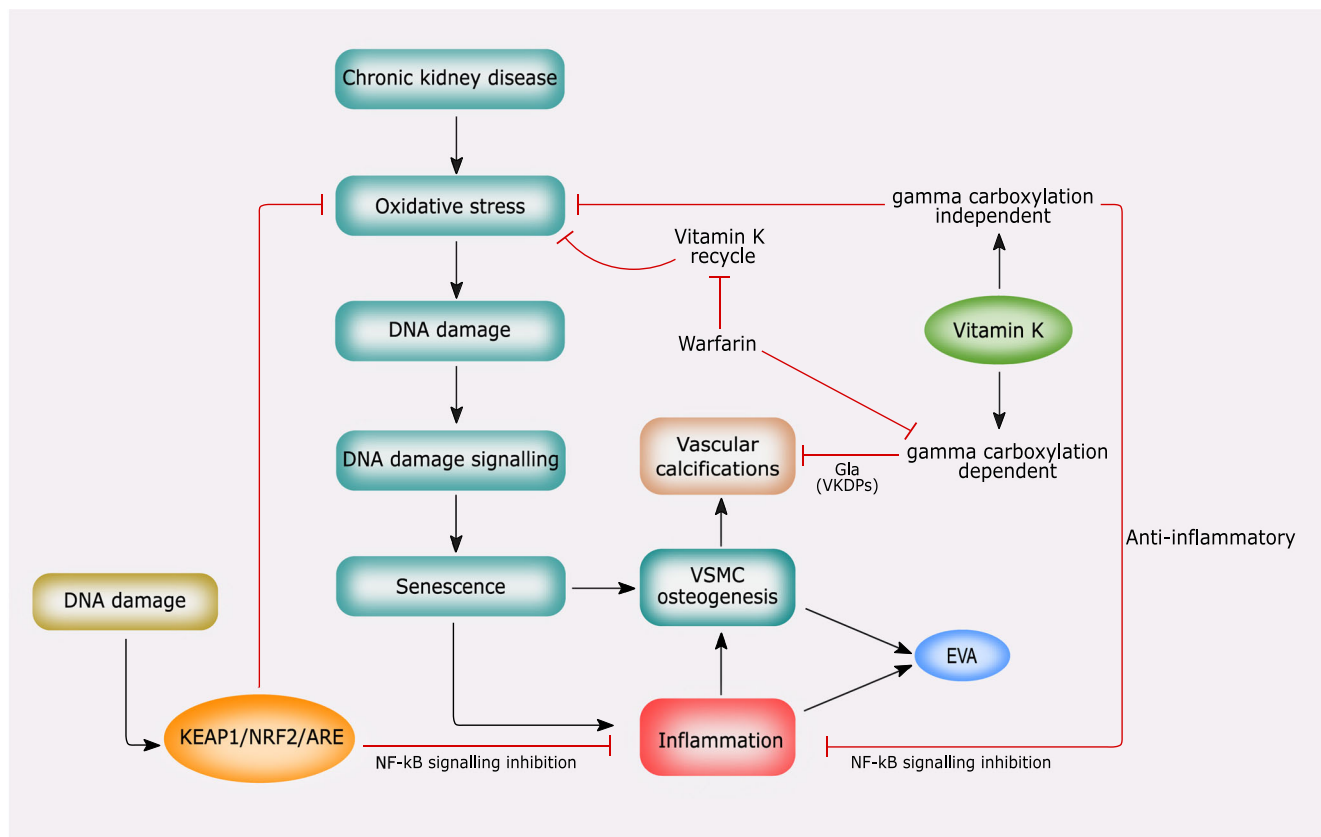 Chronic kidney disease
Oxidative stress
gamma carboxylation
independent
Vitamin K
recycle
DNA damage
Warfarin
Vitamin K
Vascular
calcifications
DNA damage signalling
gamma carboxylation
dependent
Gla
(VKDPs)
Anti-inflammatory
Senescence
VSMC
osteogenesis
DNA damage
EVA
KEAP1/NRF2/ARE
Inflammation
NF-kB signalling inhibition
NF-kB signalling inhibition